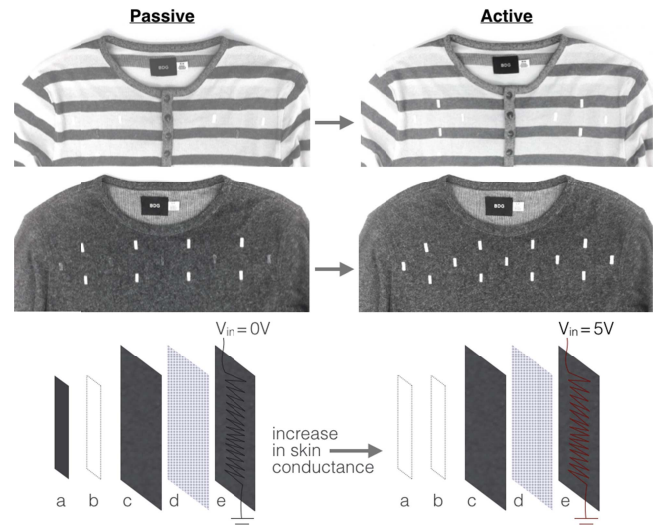 Passive
Active
BDG
BDG
BDG
BDG
Vin = 0V
Vin = 5V
increase
in skin
conductance
a b c d e
a b c d e